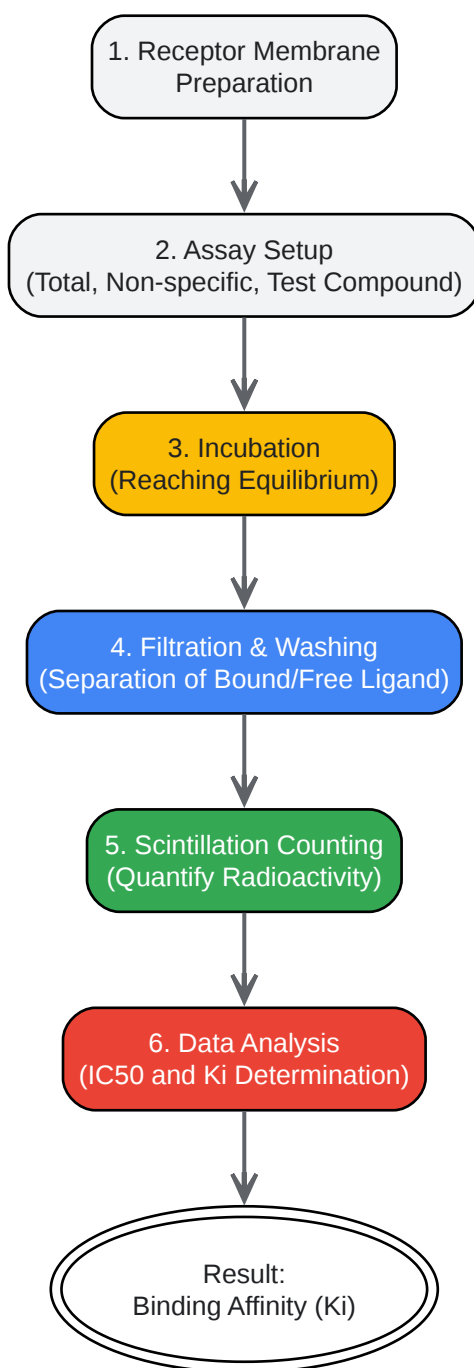 1. Receptor Membrane
Preparation
2. Assay Setup
(Total, Non-specific, Test Compound)
3. Incubation
(Reaching Equilibrium)
4. Filtration & Washing
(Separation of Bound/Free Ligand)
5. Scintillation Counting
(Quantify Radioactivity)
6. Data Analysis
(IC50 and Ki Determination)
Result:
Binding Affinity (Ki)